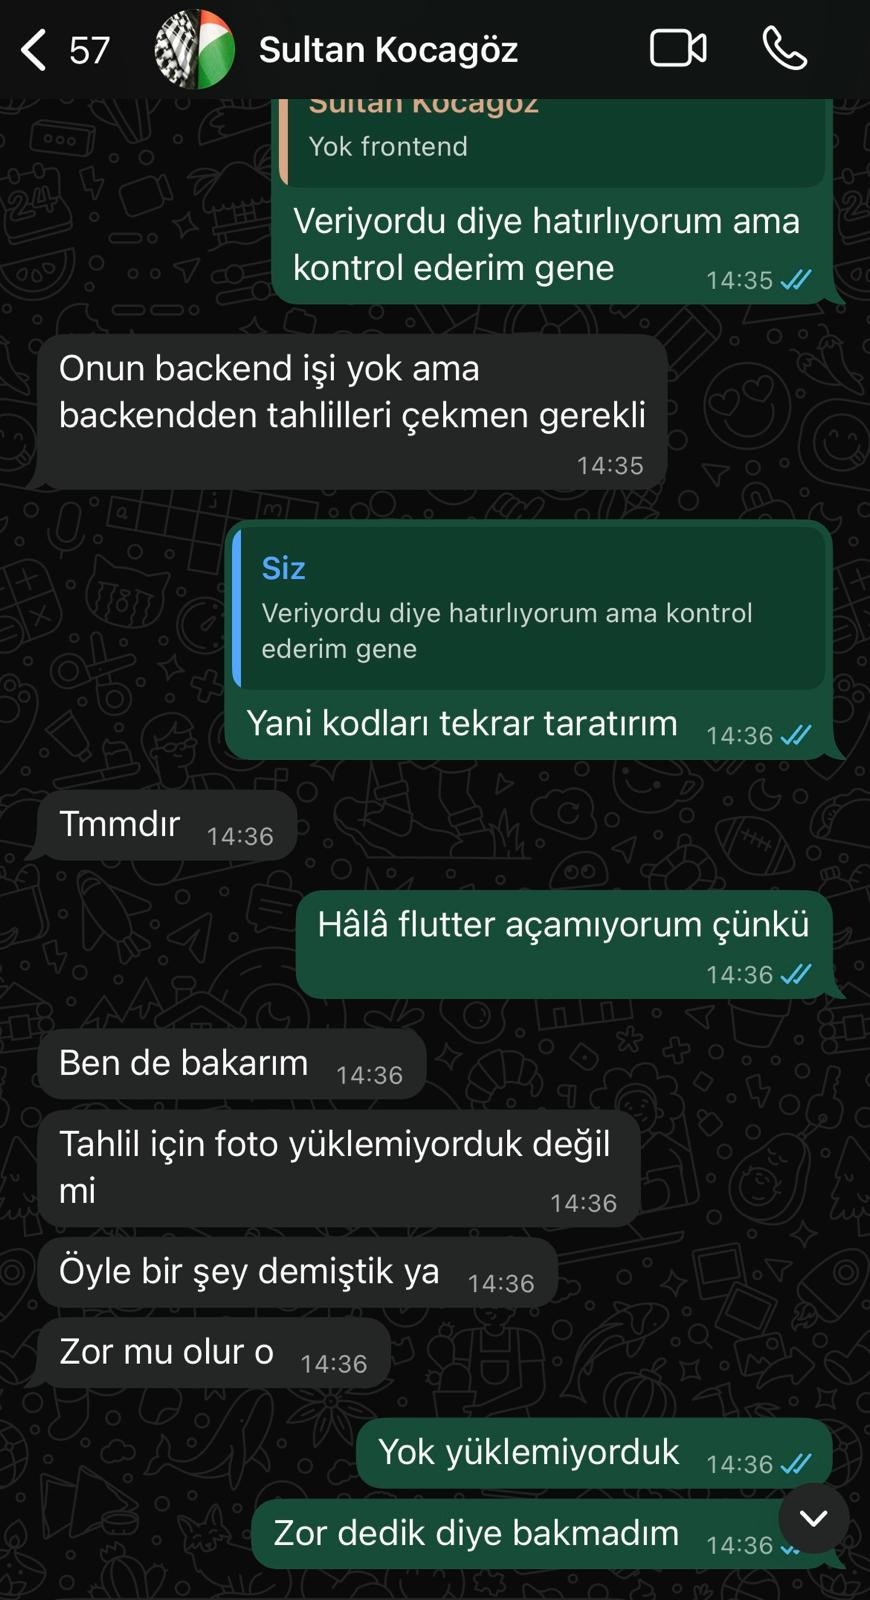 57
Sultan Kocagöz
Sultan Kocagöz
Yok frontend
Veriyordu diye hatırlıyorum ama
kontrol ederim gene
14:35
Onun backend işi yok ama
backendden tahlilleri çekmen gerekli
14:35
Siz
Veriyordu diye hatırlıyorum ama kontrol
ederim gene
Yani kodları tekrar taratırım 14:36
Tmmdır 14:36
Hâlâ flutter açamıyorum çünkü
14:36
Ben de bakarım 14:36
Tahlil için foto yüklemiyorduk değil
mi 14:36
Öyle bir şey demiştik ya 14:36
Zor mu olur o 14:36
Yok yüklemiyorduk 14:36
Zor dedik diye bakmadım 14:36